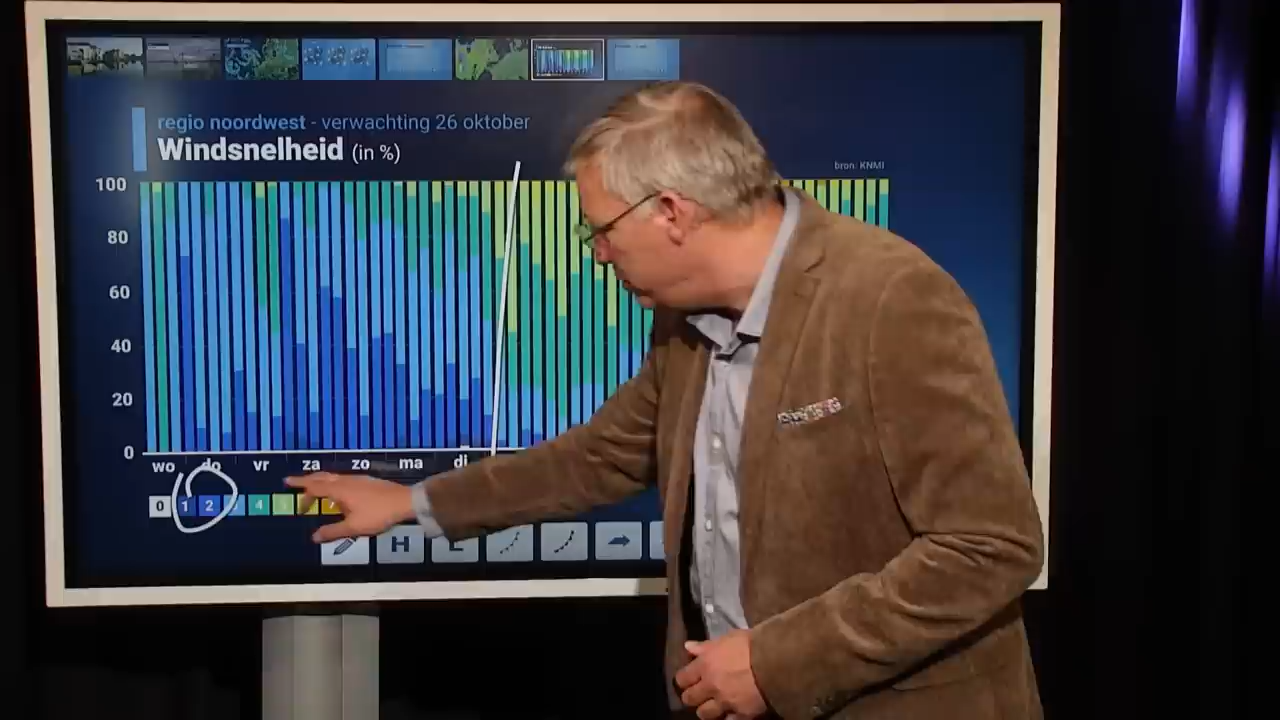 regio noordwest - verwachting 26 oktober
Windsnelheid (in %)
bron: KNMI
100
80
60
40
20
0
wo do vr za zo ma di
0 1 2 3 4
H L